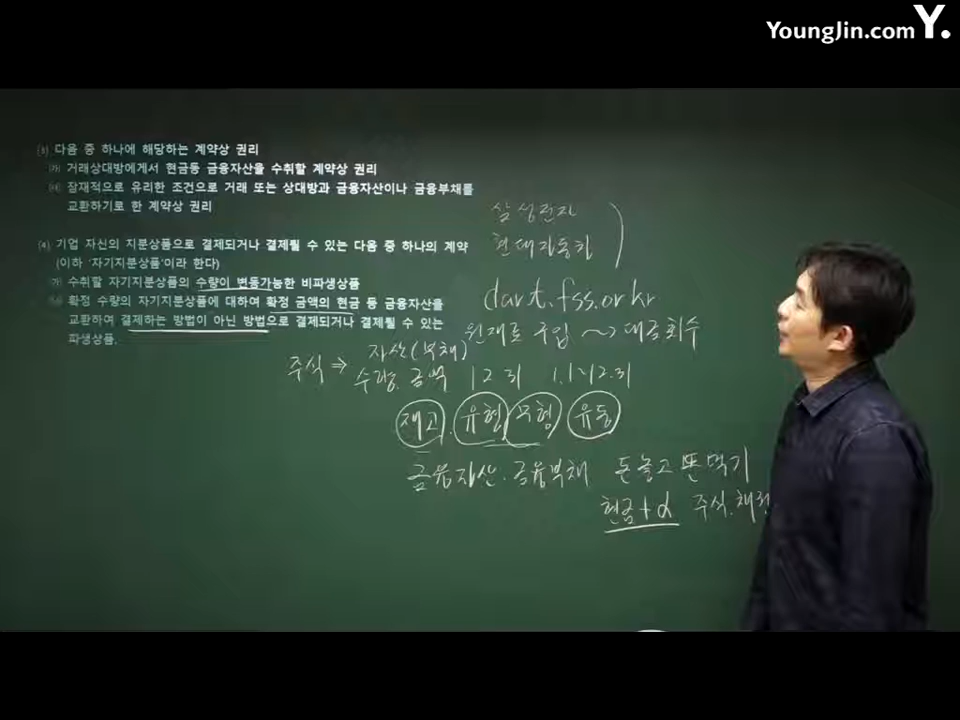 YoungJin.com Y.
(3) 다음 중 하나에 해당하는 계약상 권리
㈎ 거래상대방에게서 현금등 금융자산을 수취할 계약상 권리
㈏ 잠재적으로 유리한 조건으로 거래 또는 상대방과 금융자산이나 금융부채를
교환하기로 한 계약상 권리
(4) 기업 자신의 지분상품으로 결제되거나 결제될 수 있는 다음 중 하나의 계약
(이하 '자기지분상품'이라 한다)
㈎ 수취할 자기지분상품의 수량이 변동가능한 비파생상품
㈏ 확정 수량의 자기지분상품에 대하여 확정 금액의 현금 등 금융자산을
교환하여 결제하는 방법이 아닌 방법으로 결제되거나 결제될 수 있는
파생상품.
삼성전자
현대자동차
dart.fss.or.kr
원재료 구입 ~> 대금회수
주식 ⇒ 자산(부채)
수량 금액 12 31 1.1~12.31
재고. 유형 무형 유동
금융자산. 금융부채 돈놓고 돈먹기
현금+α 주식.채권